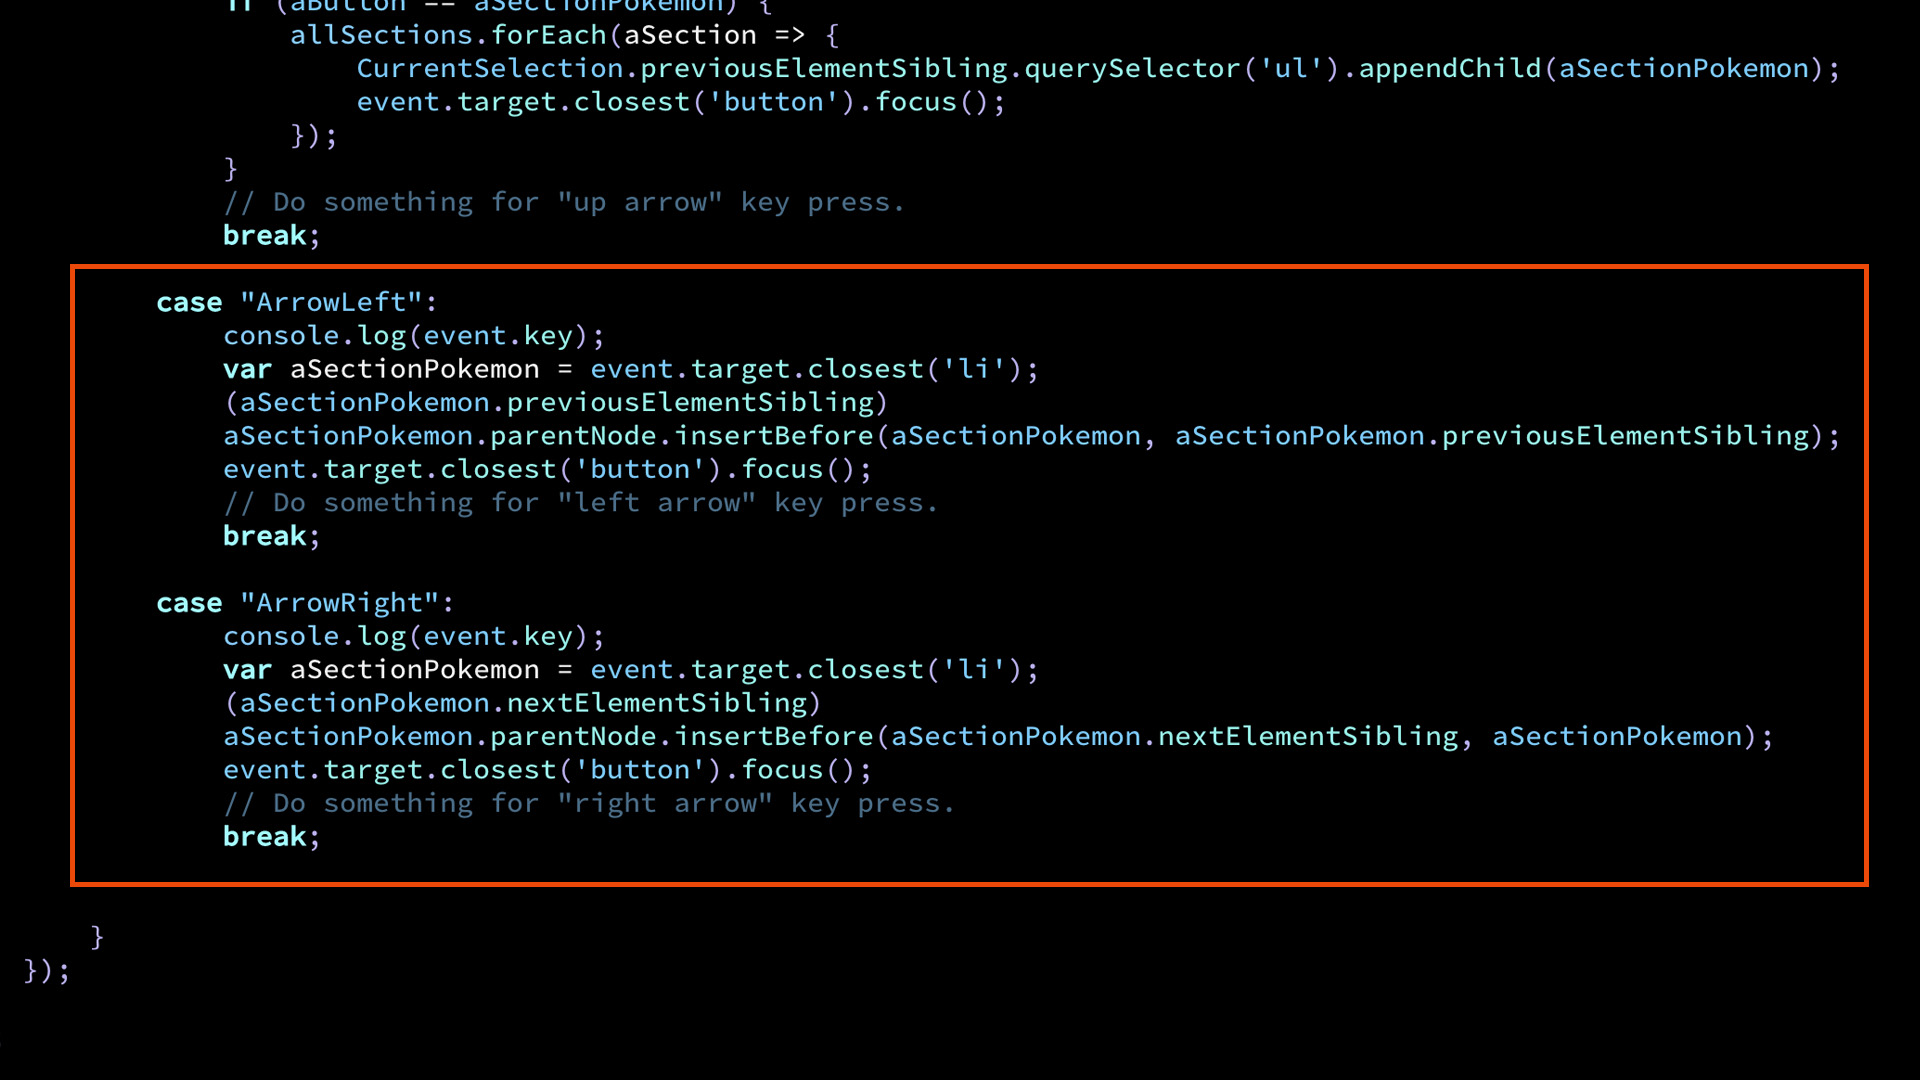 if (aButton == aSectionPokemon) {
allSections.forEach(aSection => {
CurrentSelection.previousElementSibling.querySelector('ul').appendChild(aSectionPokemon);
event.target.closest('button').focus();
});
}
// Do something for "up arrow" key press.
break;
case "ArrowLeft":
console.log(event.key);
var aSectionPokemon = event.target.closest('li');
(aSectionPokemon.previousElementSibling)
aSectionPokemon.parentNode.insertBefore(aSectionPokemon, aSectionPokemon.previousElementSibling);
event.target.closest('button').focus();
// Do something for "left arrow" key press.
break;
case "ArrowRight":
console.log(event.key);
var aSectionPokemon = event.target.closest('li');
(aSectionPokemon.nextElementSibling)
aSectionPokemon.parentNode.insertBefore(aSectionPokemon.nextElementSibling, aSectionPokemon);
event.target.closest('button').focus();
// Do something for "right arrow" key press.
break;
}
});